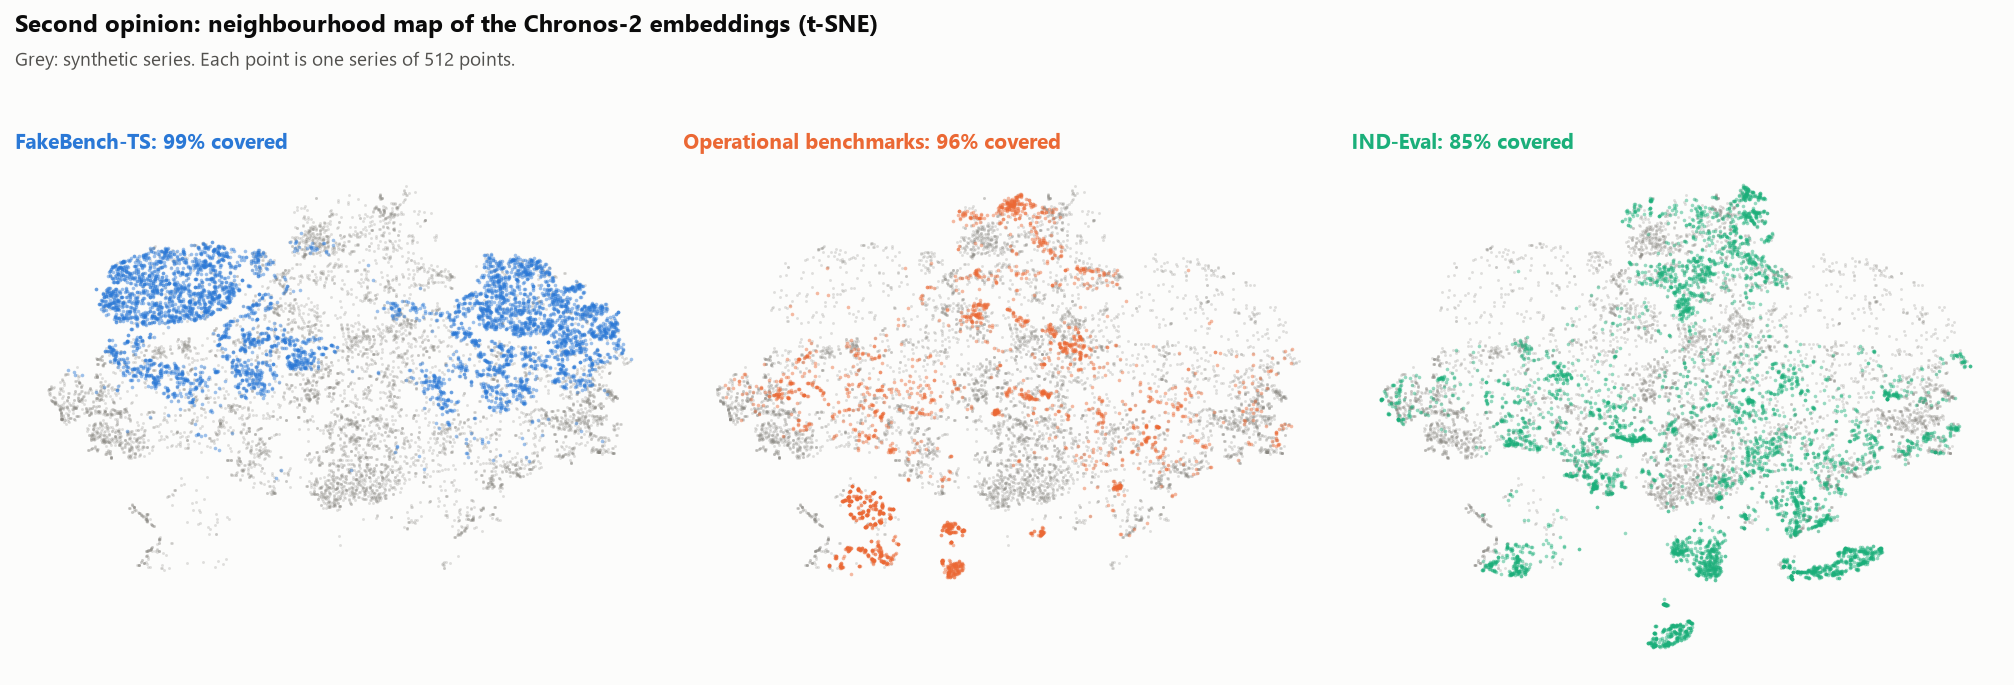 Second opinion: neighbourhood map of the Chronos-2 embeddings (t-SNE)
Grey: synthetic series. Each point is one series of 512 points.
FakeBench-TS: 99% covered
Operational benchmarks: 96% covered
IND-Eval: 85% covered